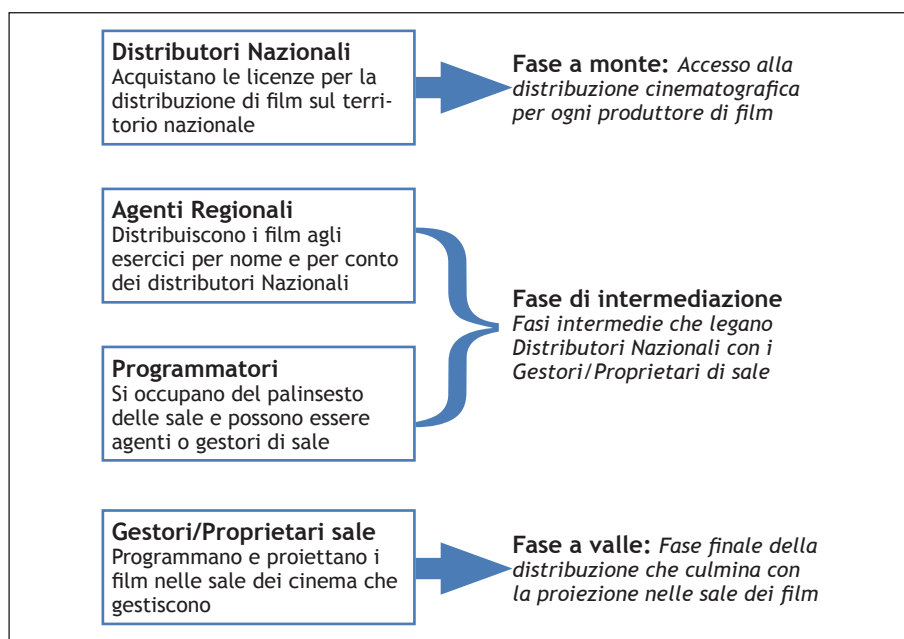 Distributori Nazionali
Acquistano le licenze per la
distribuzione di film sul terri-
torio nazionale
Fase a monte: Accesso alla
distribuzione cinematografica
per ogni produttore di film
Agenti Regionali
Distribuiscono i film agli
esercici per nome e per conto
dei distributori Nazionali
Programmatori
Si occupano del palinsesto
delle sale e possono essere
agenti o gestori di sale
Fase di intermediazione
Fasi intermedie che legano
Distributori Nazionali con i
Gestori/Proprietari di sale
Gestori/Proprietari sale
Programmano e proiettano i
film nelle sale dei cinema che
gestiscono
Fase a valle: Fase finale della
distribuzione che culmina con
la proiezione nelle sale dei film